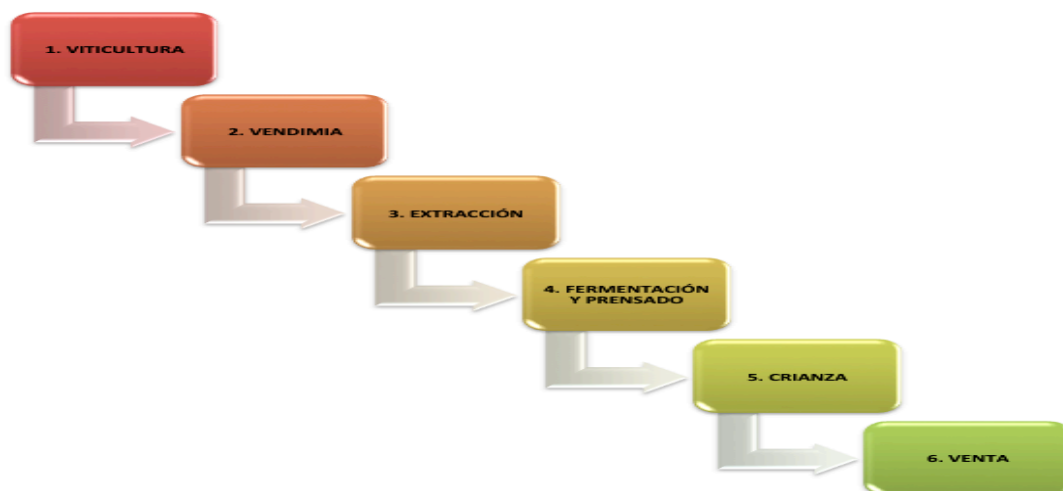 1. VITICULTURA
2. VENDIMIA
3. EXTRACCIÓN
4. FERMENTACIÓN
Y PRENSADO
5. CRIANZA
6. VENTA